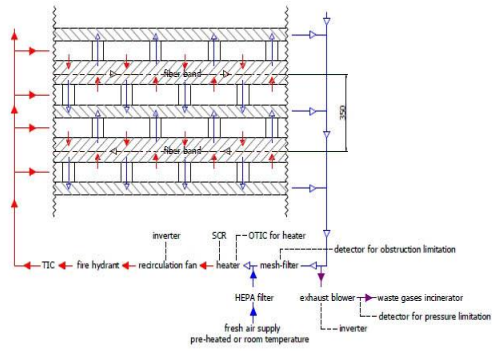 fiber band
350
fiber band
inverter
SCR
OTIC for heater
detector for obstruction limitation
TIC
fire hydrant
recirculation fan
heater
mesh-filter
HEPA filter
exhaust blower
waste gases incinerator
detector for pressure limitation
fresh air supply
inverter
pre-heated or room temperature